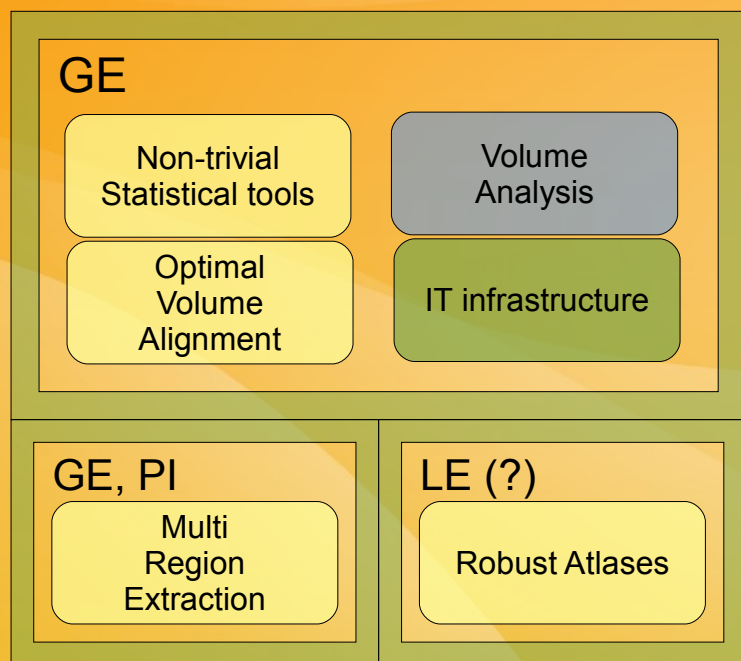 GE
Non-trivial
Statistical tools
Volume
Analysis
Optimal
Volume
Alignment
IT infrastructure
GE, PI
Multi
Region
Extraction
LE (?)
Robust Atlases